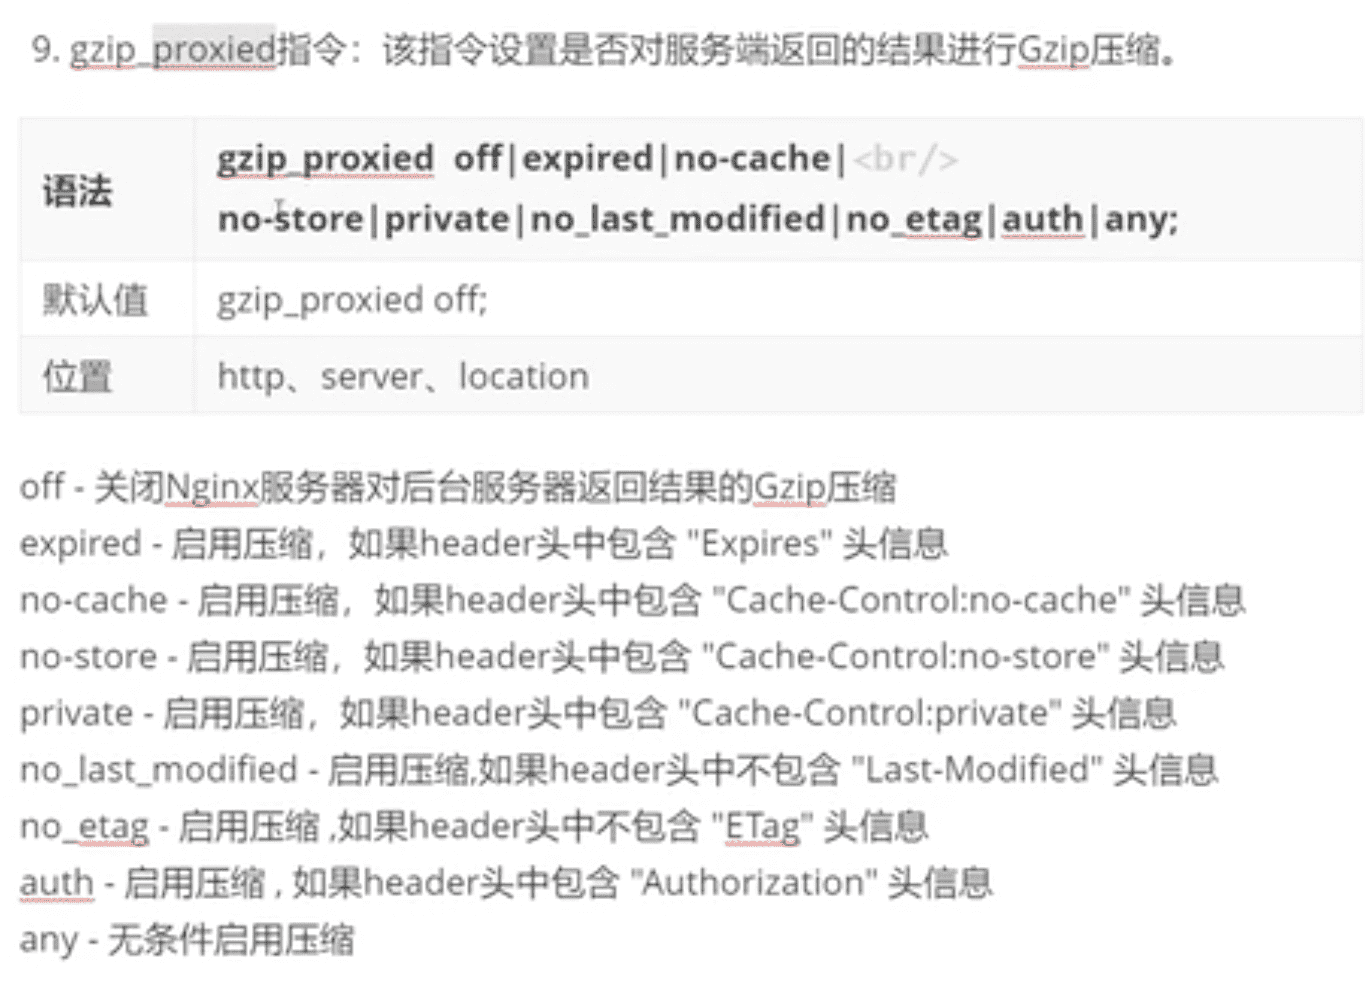 9. gzip_proxied指令：该指令设置是否对服务端返回的结果进行Gzip压缩。
语法
gzip_proxied off|expired|no-cache|<br/>
no-store|private|no_last_modified|no_etag|auth|any;
默认值 gzip_proxied off;
位置 http、server、location
off - 关闭Nginx服务器对后台服务器返回结果的Gzip压缩
expired - 启用压缩，如果header头中包含 "Expires" 头信息
no-cache - 启用压缩，如果header头中包含 "Cache-Control:no-cache" 头信息
no-store - 启用压缩，如果header头中包含 "Cache-Control:no-store" 头信息
private - 启用压缩，如果header头中包含 "Cache-Control:private" 头信息
no_last_modified - 启用压缩,如果header头中不包含 "Last-Modified" 头信息
no_etag - 启用压缩 ,如果header头中不包含 "ETag" 头信息
auth - 启用压缩 , 如果header头中包含 "Authorization" 头信息
any - 无条件启用压缩